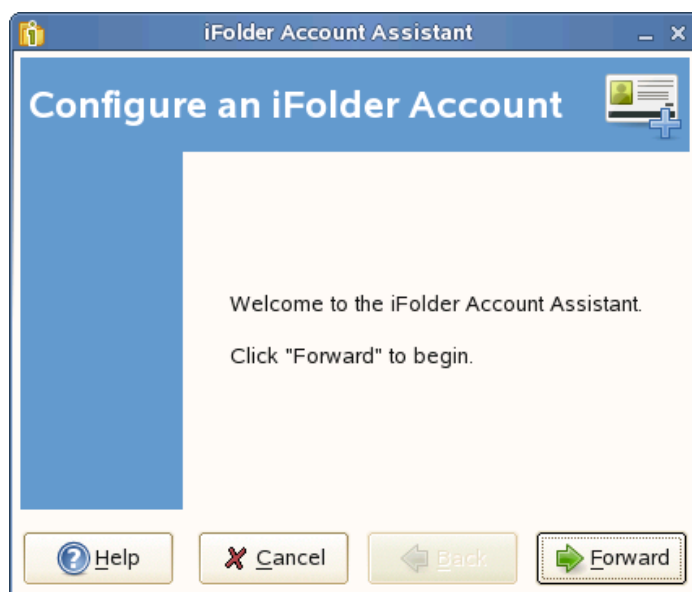 iFolder Account Assistant
Configure an iFolder Account
Welcome to the iFolder Account Assistant.
Click "Forward" to begin.
Help
Cancel
Back
Forward